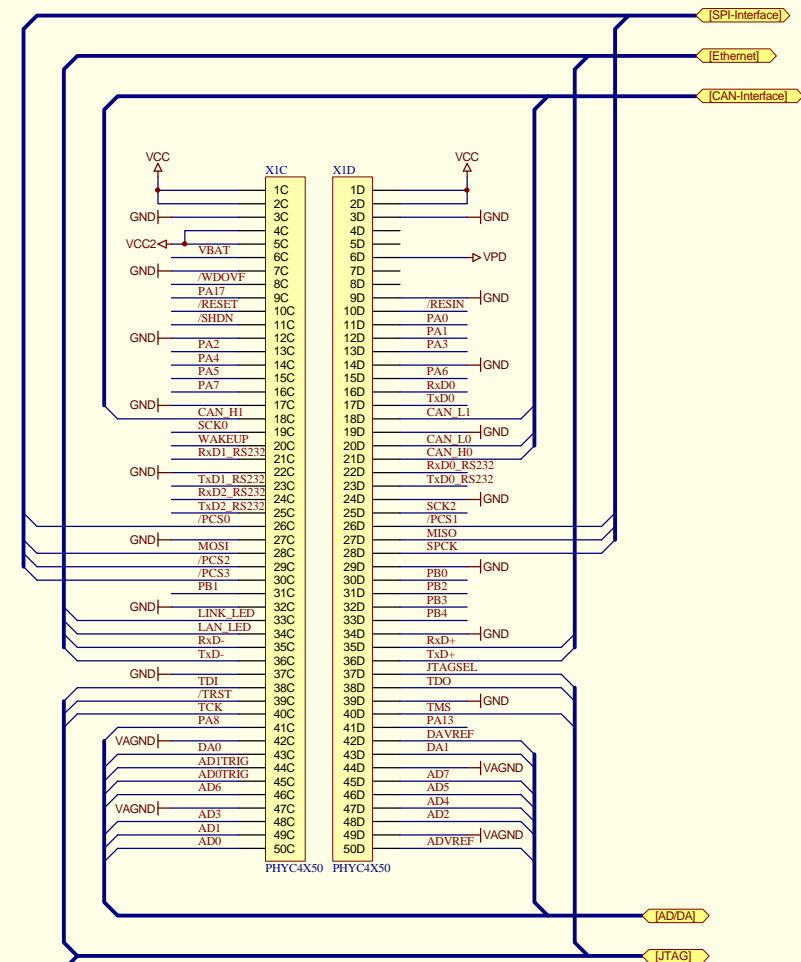 [SPI-Interface]
[Ethernet]
[CAN-Interface]
VCC VCC
X1C X1D
1C 1D
2C 2D
GND 3C 3D GND
4C 4D
VCC2 5C 5D
VBAT 6C 6D VPD
GND 7C 7D
/WDOVF 8C 8D
PA17 9C 9D GND
/RESET 10C 10D /RESIN
/SHDN 11C 11D PA0
GND 12C 12D PA1
PA2 13C 13D PA3
PA4 14C 14D GND
PA5 15C 15D PA6
PA7 16C 16D RxD0
GND 17C 17D TxD0
CAN_H1 18C 18D CAN_L1
SCK0 19C 19D GND
WAKEUP 20C 20D CAN_L0
RxD1_RS232 21C 21D CAN_H0
GND 22C 22D RxD0_RS232
TxD1_RS232 23C 23D TxD0_RS232
RxD2_RS232 24C 24D GND
TxD2_RS232 25C 25D SCK2
/PCS0 26C 26D /PCS1
GND 27C 27D MISO
MOSI 28C 28D SPCK
/PCS2 29C 29D GND
/PCS3 30C 30D PB0
PB1 31C 31D PB2
GND 32C 32D PB3
LINK_LED 33C 33D PB4
LAN_LED 34C 34D GND
RxD- 35C 35D RxD+
TxD- 36C 36D TxD+
GND 37C 37D JTAGSEL
TDI 38C 38D TDO
/TRST 39C 39D GND
TCK 40C 40D TMS
PA8 41C 41D PA13
VAGND 42C 42D DAVREF
DA0 43C 43D DA1
AD1TRIG 44C 44D VAGND
AD0TRIG 45C 45D AD7
AD6 46C 46D AD5
VAGND 47C 47D AD4
AD3 48C 48D AD2
AD1 49C 49D VAGND
AD0 50C 50D ADVREF
PHYC4X50 PHYC4X50
[AD/DA]
[JTAG]